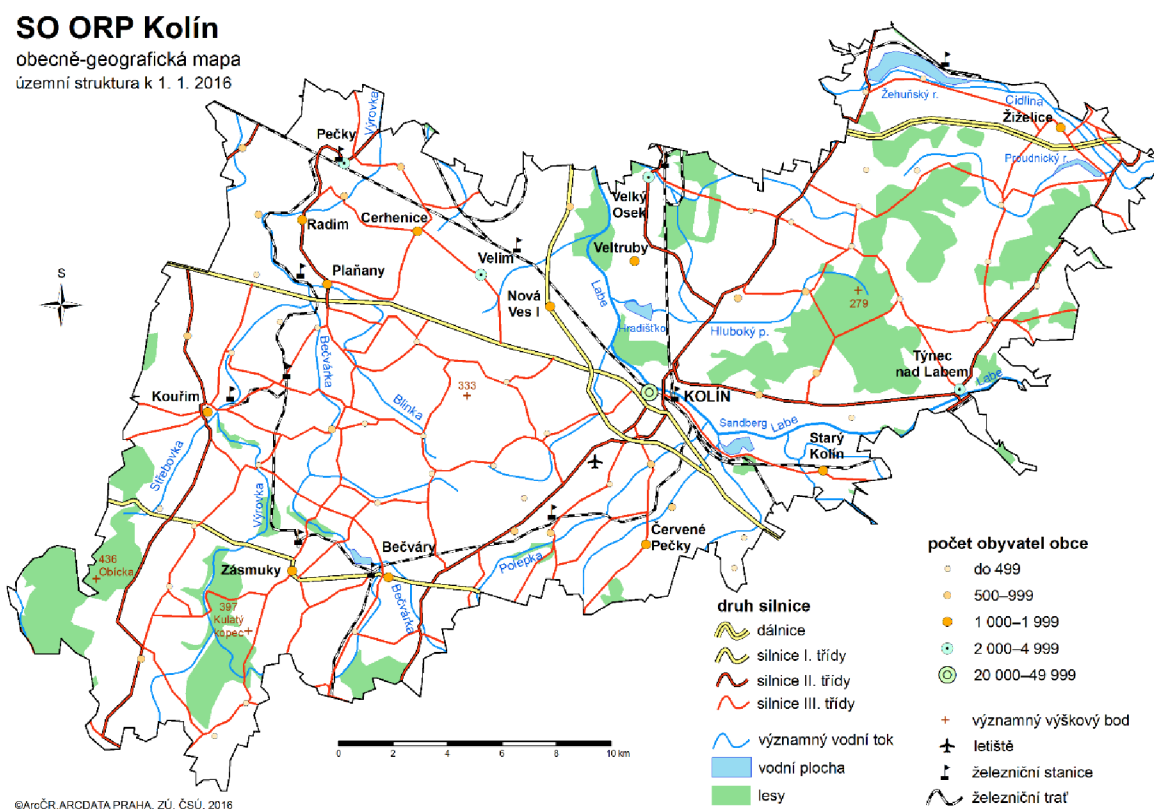 SO ORP Kolín
obecně-geografická mapa
územní struktura k 1. 1. 2016
Pečky
Výrovka
Žehuňský r.
Cidlina
Žiželice
Proudnický r.
Velký
Osek
Radim
Cerhenice
Velim
Veltruby
S
Plaňany
Nová
Ves I
Labe
Hradišťko
Hluboký p.
279
Týnec
nad Labem
Labe
Bečvárka
333
Kouřim
Blinka
KOLÍN
Sandberg
Labe
Starý
Kolín
Střebovka
Výrovka
Bečváry
Polepka
Červené
Pečky
436
Obicka
Zásmuky
Bečvárka
397
Kulatý
kopec
druh silnice
dálnice
silnice I. třídy
silnice II. třídy
silnice III. třídy
významný vodní tok
vodní plocha
lesy
počet obyvatel obce
do 499
500–999
1 000–1 999
2 000–4 999
20 000–49 999
významný výškový bod
letiště
železniční stanice
železniční trať
0 2 4 6 8 10 km
©AroČR, ARCDATA PRAHA, ZÚ, ČSÚ, 2016